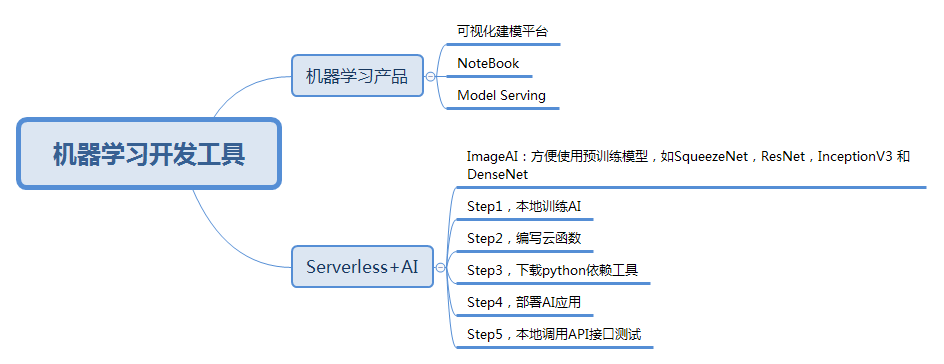 机器学习开发工具
机器学习产品
可视化建模平台
NoteBook
Model Serving
Serverless+AI
ImageAI：方便使用预训练模型，如SqueezeNet，ResNet，InceptionV3 和
DenseNet
Step1，本地训练AI
Step2，编写云函数
Step3，下载python依赖工具
Step4，部署AI应用
Step5，本地调用API接口测试